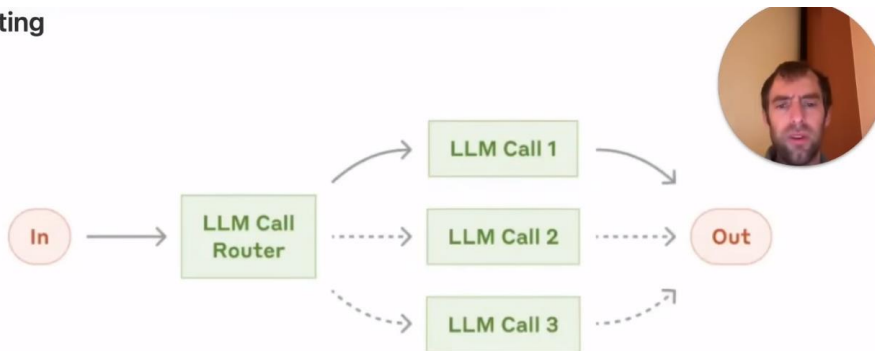 ting
LLM Call 1
In
LLM Call
Router
LLM Call 2
Out
LLM Call 3